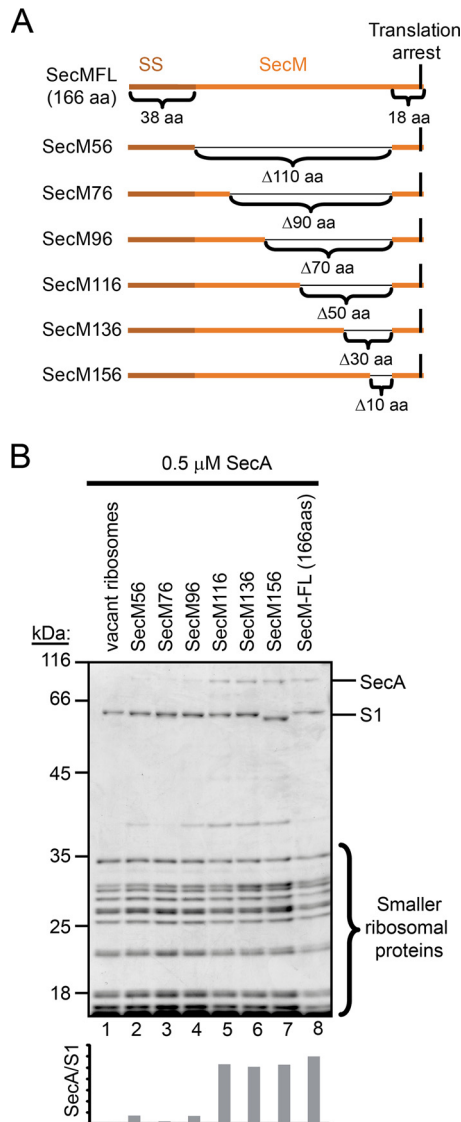 A
Translation
arrest
SS
SecM
SecMFL
(166 aa)
38 aa
18 aa
SecM56
Δ110 aa
SecM76
Δ90 aa
SecM96
Δ70 aa
SecM116
Δ50 aa
SecM136
Δ30 aa
SecM156
Δ10 aa
B
0.5 μM SecA
vacant ribosomes
SecM56
SecM76
SecM96
SecM116
SecM136
SecM156
SecM-FL (166aas)
kDa:
116
66
45
35
25
18
SecA
S1
Smaller
ribosomal
proteins
1 2 3 4 5 6 7 8
SecA/S1